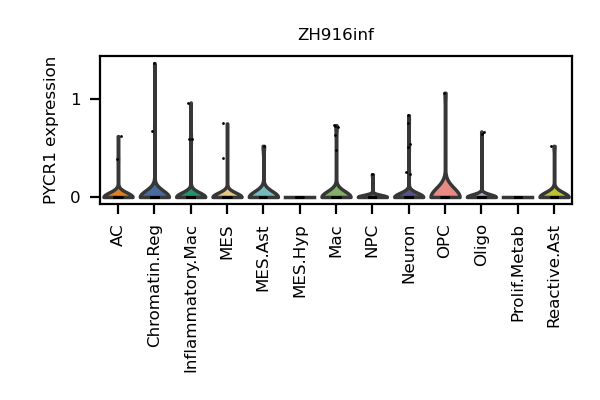 ZH916inf
PYCR1 expression
1
0
AC
Chromatin.Reg
Inflammatory.Mac
MES
MES.Ast
MES.Hyp
Mac
NPC
Neuron
OPC
Oligo
Prolif.Metab
Reactive.Ast